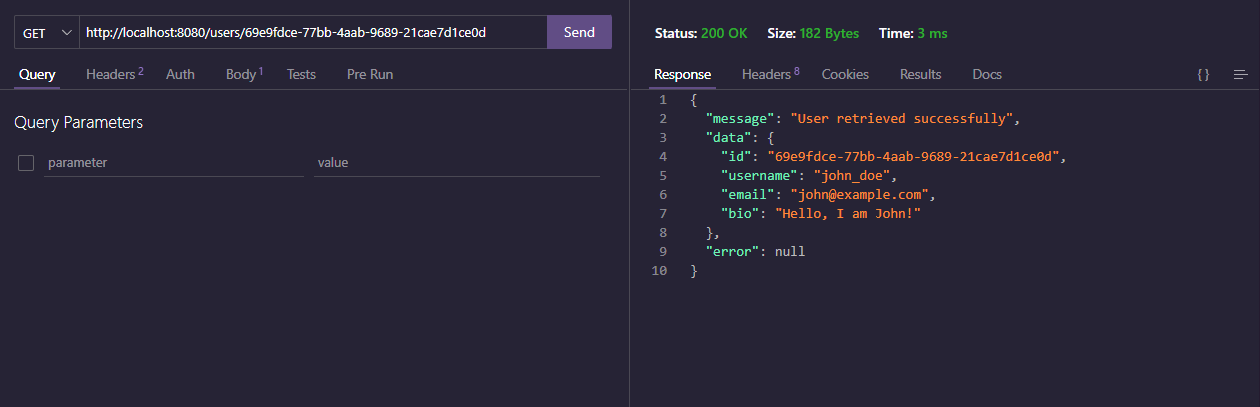 GET http://localhost:8080/users/69e9fdce-77bb-4aab-9689-21cae7d1ce0d Send
Query Headers 2 Auth Body 1 Tests Pre Run
Query Parameters
parameter value
Status: 200 OK Size: 182 Bytes Time: 3 ms
Response Headers 8 Cookies Results Docs { }
1 {
2 "message": "User retrieved successfully",
3 "data": {
4 "id": "69e9fdce-77bb-4aab-9689-21cae7d1ce0d",
5 "username": "john_doe",
6 "email": "john@example.com",
7 "bio": "Hello, I am John!"
8 },
9 "error": null
10 }